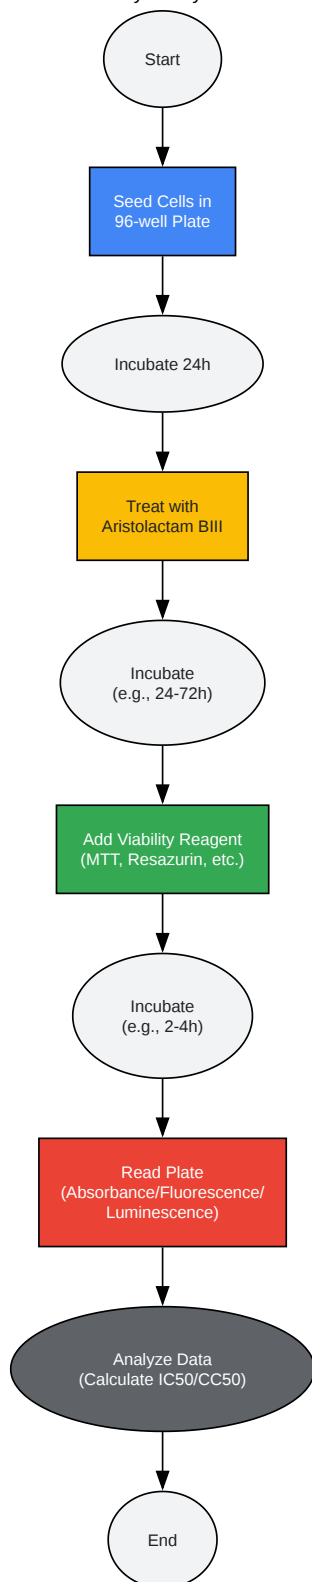 Start
Seed Cells in
96-well Plate
Incubate 24h
Treat with
Aristolactam BIII
Incubate
(e.g., 24-72h)
Add Viability Reagent
(MTT, Resazurin, etc.)
Incubate
(e.g., 2-4h)
Read Plate
(Absorbance/Fluorescence/
Luminescence)
Analyze Data
(Calculate IC50/CC50)
End